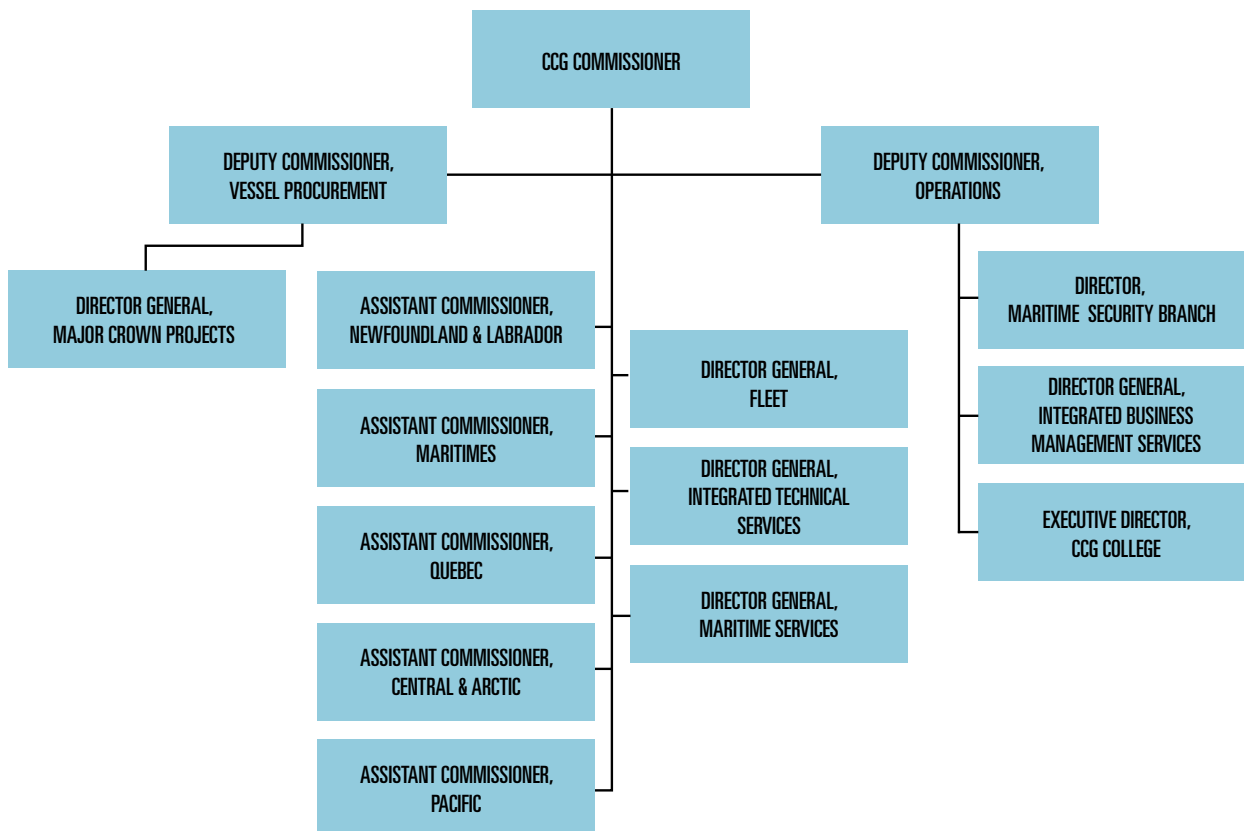 CCG COMMISSIONER
DEPUTY COMMISSIONER,
VESSEL PROCUREMENT
DEPUTY COMMISSIONER,
OPERATIONS
DIRECTOR GENERAL,
MAJOR CROWN PROJECTS
ASSISTANT COMMISSIONER,
NEWFOUNDLAND & LABRADOR
ASSISTANT COMMISSIONER,
MARITIMES
ASSISTANT COMMISSIONER,
QUEBEC
ASSISTANT COMMISSIONER,
CENTRAL & ARCTIC
ASSISTANT COMMISSIONER,
PACIFIC
DIRECTOR GENERAL,
FLEET
DIRECTOR GENERAL,
INTEGRATED TECHNICAL
SERVICES
DIRECTOR GENERAL,
MARITIME SERVICES
DIRECTOR,
MARITIME SECURITY BRANCH
DIRECTOR GENERAL,
INTEGRATED BUSINESS
MANAGEMENT SERVICES
EXECUTIVE DIRECTOR,
CCG COLLEGE